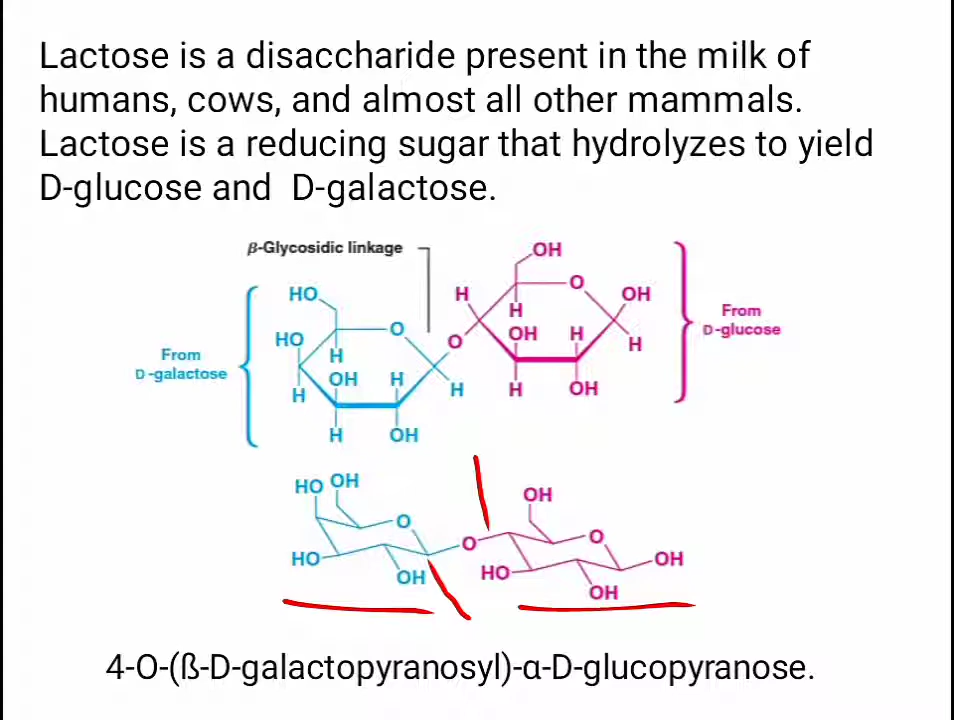 Lactose is a disaccharide present in the milk of
humans, cows, and almost all other mammals.
Lactose is a reducing sugar that hydrolyzes to yield
D-glucose and D-galactose.
β-Glycosidic linkage
OH
HO
H
O
OH
H
From
D-glucose
HO
O
O
OH
H
H
From
D-galactose
H
OH
H
H
H
OH
H
OH
H
OH
HO OH
OH
O
O
O
HO
OH
HO
OH
OH
4-O-(ß-D-galactopyranosyl)-α-D-glucopyranose.